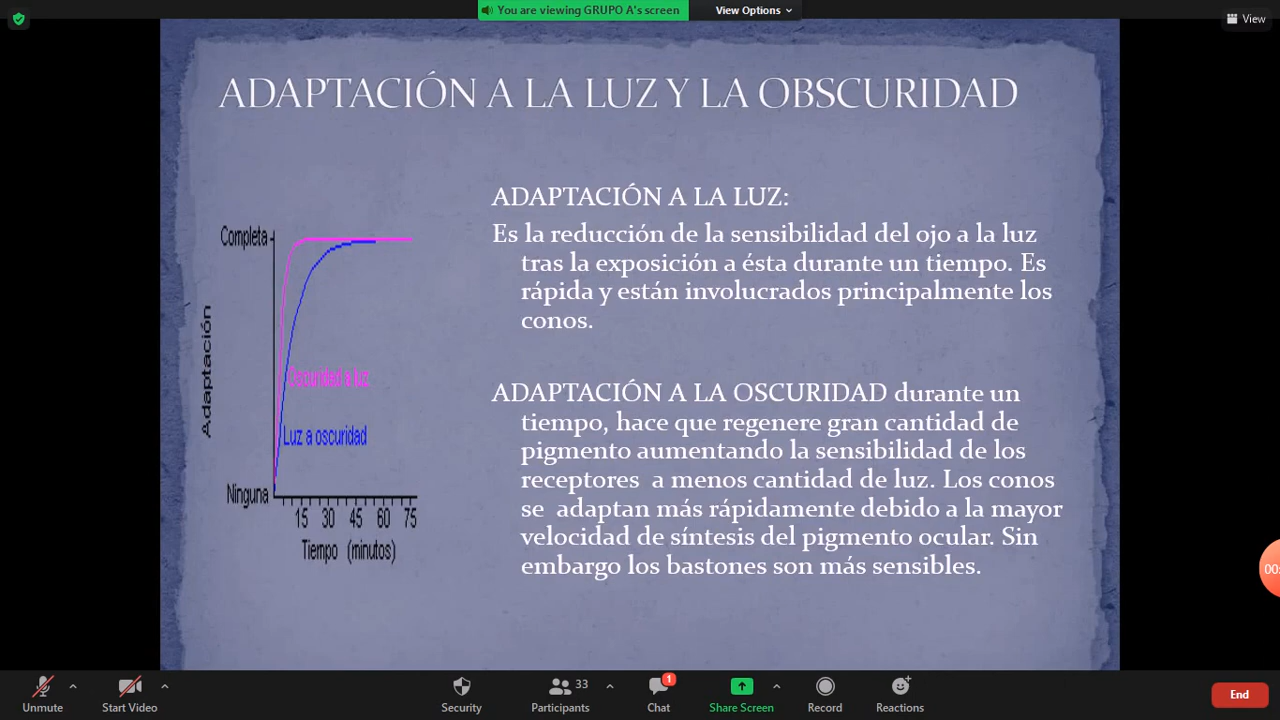 You are viewing GRUPO A's screen
View Options
View
ADAPTACIÓN A LA LUZ Y LA OBSCURIDAD
ADAPTACIÓN A LA LUZ:
Es la reducción de la sensibilidad del ojo a la luz
tras la exposición a ésta durante un tiempo. Es
rápida y están involucrados principalmente los
conos.
ADAPTACIÓN A LA OSCURIDAD durante un
tiempo, hace que regenere gran cantidad de
pigmento aumentando la sensibilidad de los
receptores a menos cantidad de luz. Los conos
se adaptan más rápidamente debido a la mayor
velocidad de síntesis del pigmento ocular. Sin
embargo los bastones son más sensibles.
Completa
Adaptación
Oscuridad a luz
Luz a oscuridad
Ninguna
15 30 45 60 75
Tiempo (minutos)
00:
Unmute
Start Video
Security
33
Participants
1
Chat
Share Screen
Record
Reactions
End